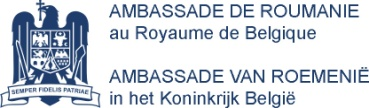 SEMPER FIDELIS PATRIAE
AMBASSADE DE ROUMANIE
au Royaume de Belgique
AMBASSADE VAN ROEMENIË
in het Koninkrijk België